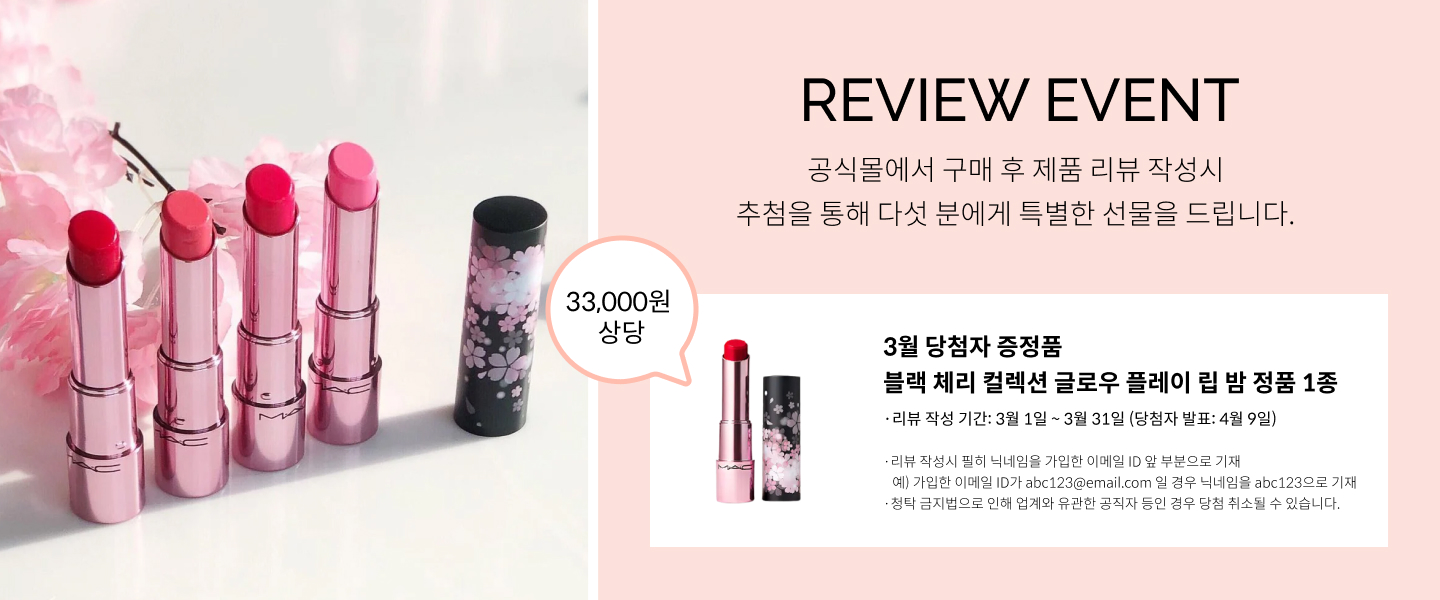 REVIEW EVENT
공식몰에서 구매 후 제품 리뷰 작성시
추첨을 통해 다섯 분에게 특별한 선물을 드립니다.
33,000원
상당
3월 당첨자 증정품
블랙 체리 컬렉션 글로우 플레이 립 밤 정품 1종
· 리뷰 작성 기간: 3월 1일 ~ 3월 31일 (당첨자 발표: 4월 9일)
· 리뷰 작성시 필히 닉네임을 가입한 이메일 ID 앞 부분으로 기재
예) 가입한 이메일 ID가 abc123@email.com 일 경우 닉네임을 abc123으로 기재
· 청탁 금지법으로 인해 업계와 유관한 공직자 등인 경우 당첨 취소될 수 있습니다.
MAC